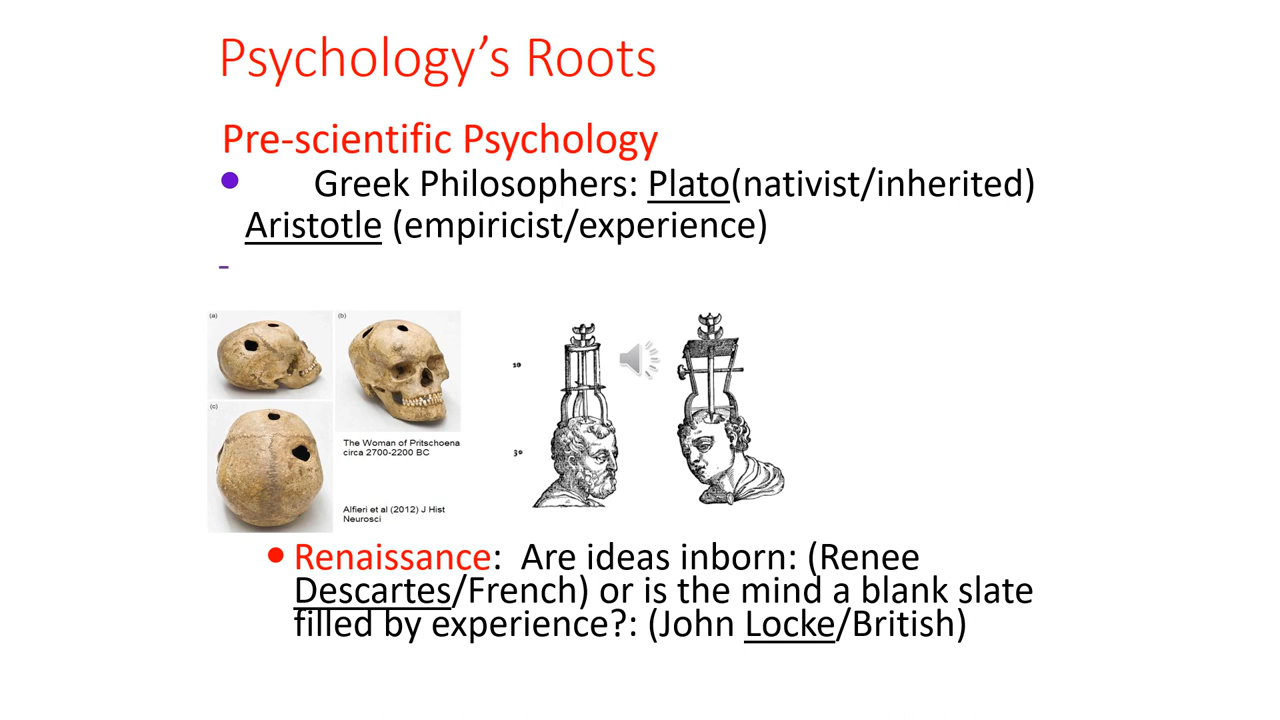 Psychology’s Roots
Pre-scientific Psychology
● Greek Philosophers: Plato(nativist/inherited)
Aristotle (empiricist/experience)
-
(a)
(b)
(c)
The Woman of Pritschoena
circa 2700-2200 BC
Alfieri et al (2012) J Hist
Neurosci
10
30
● Renaissance:  Are ideas inborn: (Renee
Descartes/French) or is the mind a blank slate
filled by experience?: (John Locke/British)